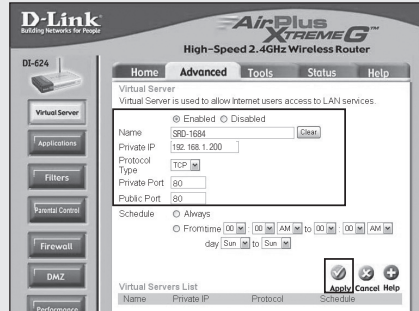 D-Link
Building Networks for People
AirPlus
XTREME G™
High-Speed 2.4GHz Wireless Router
DI-624
Home Advanced Tools Status Help
Virtual Server
Applications
Filters
Parental Control
Firewall
DMZ
Performance
Virtual Server
Virtual Server is used to allow Internet users access to LAN services.
Enabled Disabled
Name SRD-1684 Clear
Private IP 192.168.1.200
Protocol
Type TCP
Private Port 80
Public Port 80
Schedule Always
From time 00 : 00 AM to 00 : 00 AM
day Sun to Sun
Apply Cancel Help
Virtual Servers List
Name Private IP Protocol Schedule